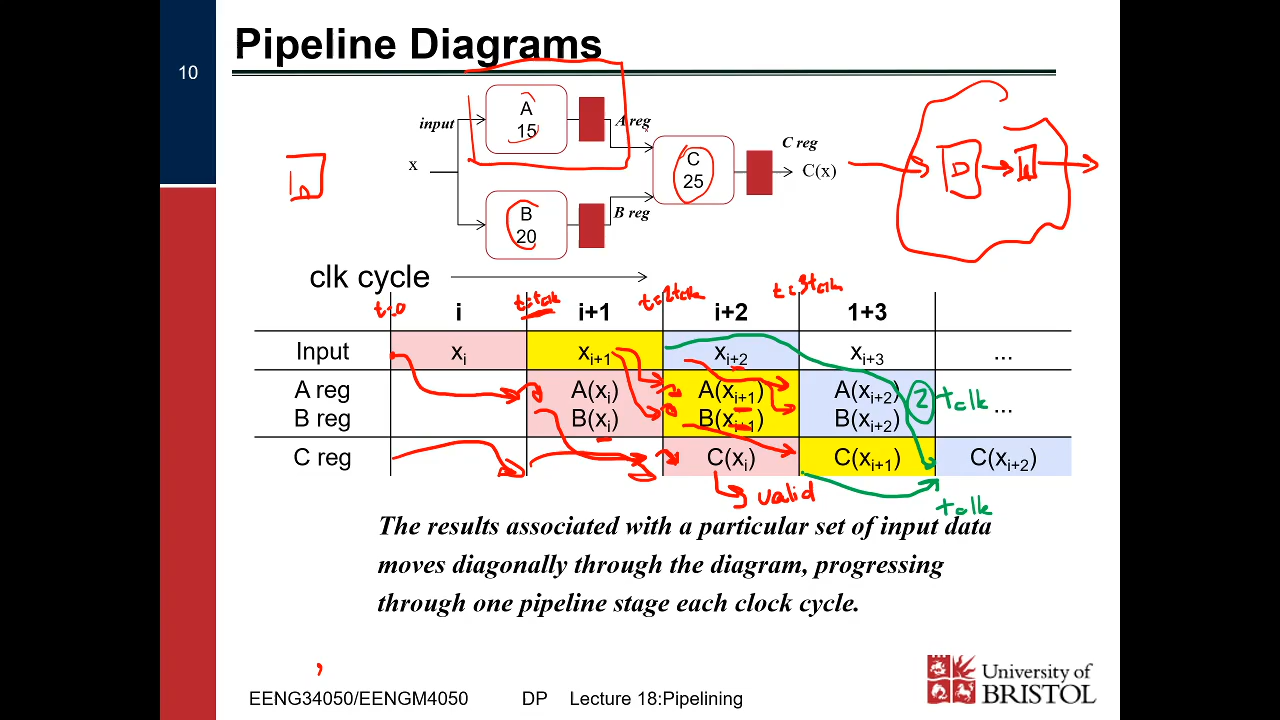 Pipeline Diagrams
10
input
A
15
A reg
x
B
20
B reg
C
25
C reg
C(x)
D
clk cycle
t=0
t=tclk
t=2tclk
t=3tclk
i i+1 i+2 1+3
Input xi xi+1 xi+2 xi+3 ...
A reg A(xi) A(xi+1) A(xi+2)
B reg B(xi) B(xi+1) B(xi+2) ...
2 tclk
C reg C(xi) C(xi+1) C(xi+2)
valid
tclk
The results associated with a particular set of input data
moves diagonally through the diagram, progressing
through one pipeline stage each clock cycle.
EENG34050/EENGM4050 DP Lecture 18:Pipelining
University of
BRISTOL